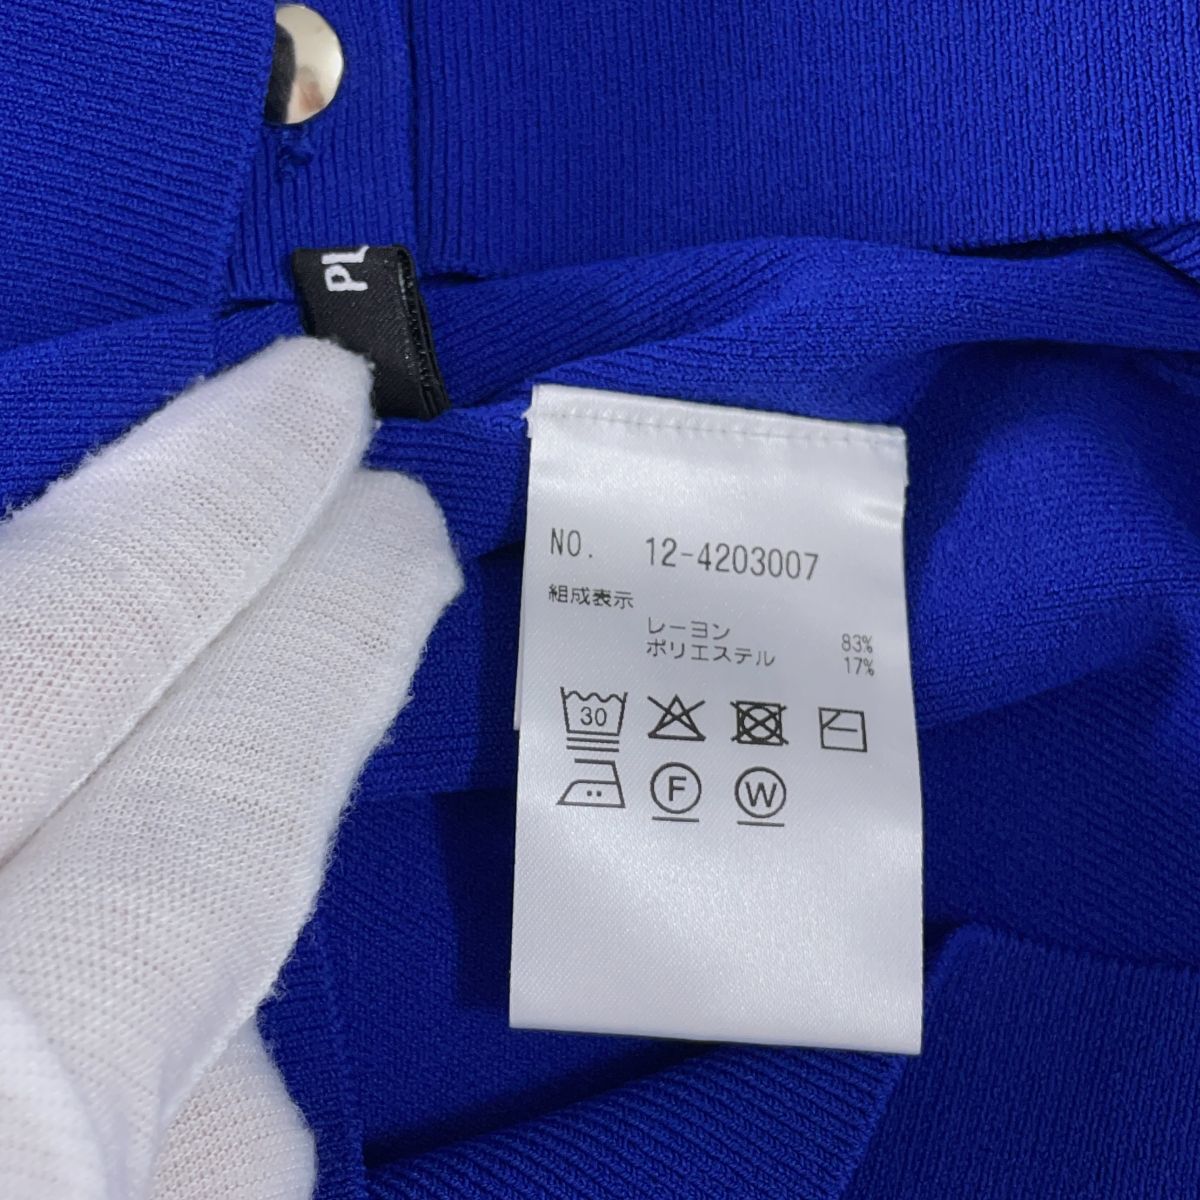 PL
NO. 12-4203007
組成表示
レーヨン 83%
ポリエステル 17%
30
F W